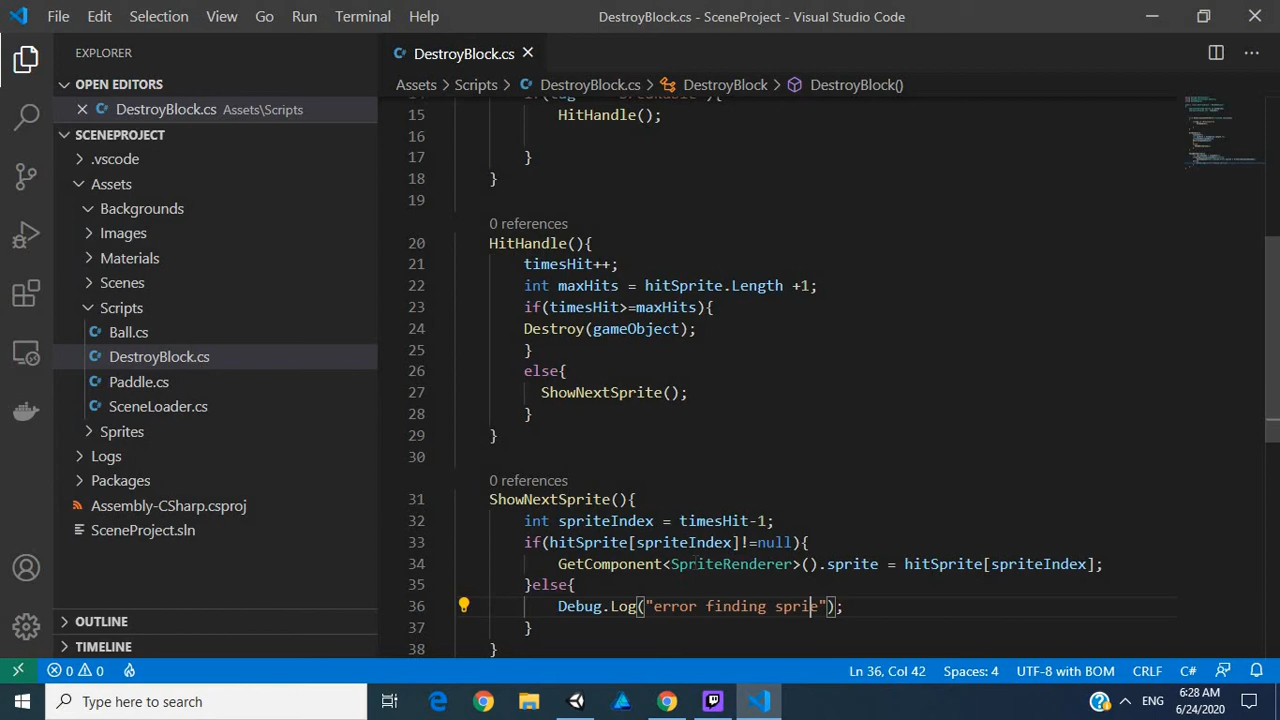 File Edit Selection View Go Run Terminal Help DestroyBlock.cs - SceneProject - Visual Studio Code
EXPLORER
OPEN EDITORS
DestroyBlock.cs Assets\Scripts
SCENEPROJECT
.vscode
Assets
Backgrounds
Images
Materials
Scenes
Scripts
Ball.cs
DestroyBlock.cs
Paddle.cs
SceneLoader.cs
Sprites
Logs
Packages
Assembly-CSharp.csproj
SceneProject.sln
OUTLINE
TIMELINE
DestroyBlock.cs
Assets > Scripts > DestroyBlock.cs > DestroyBlock > DestroyBlock()
15 HitHandle();
16
17 }
18 }
19
0 references
20 HitHandle(){
21 timesHit++;
22 int maxHits = hitSprite.Length +1;
23 if(timesHit>=maxHits){
24 Destroy(gameObject);
25 }
26 else{
27 ShowNextSprite();
28 }
29 }
30
0 references
31 ShowNextSprite(){
32 int spriteIndex = timesHit-1;
33 if(hitSprite[spriteIndex]!=null){
34 GetComponent<SpriteRenderer>().sprite = hitSprite[spriteIndex];
35 }else{
36 Debug.Log("error finding sprie");
37 }
38 }
0 0 Ln 36, Col 42 Spaces: 4 UTF-8 with BOM CRLF C#
Type here to search ENG 6:28 AM
6/24/2020